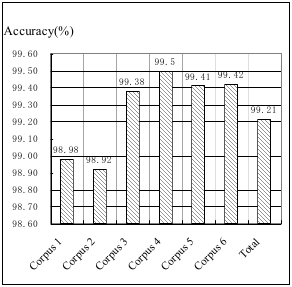 Accuracy(%)
99.60
99.50
99.40
99.30
99.20
99.10
99.00
98.90
98.80
98.70
98.60
98.98
98.92
99.38
99.5
99.41
99.42
99.21
Corpus 1
Corpus 2
Corpus 3
Corpus 4
Corpus 5
Corpus 6
Total